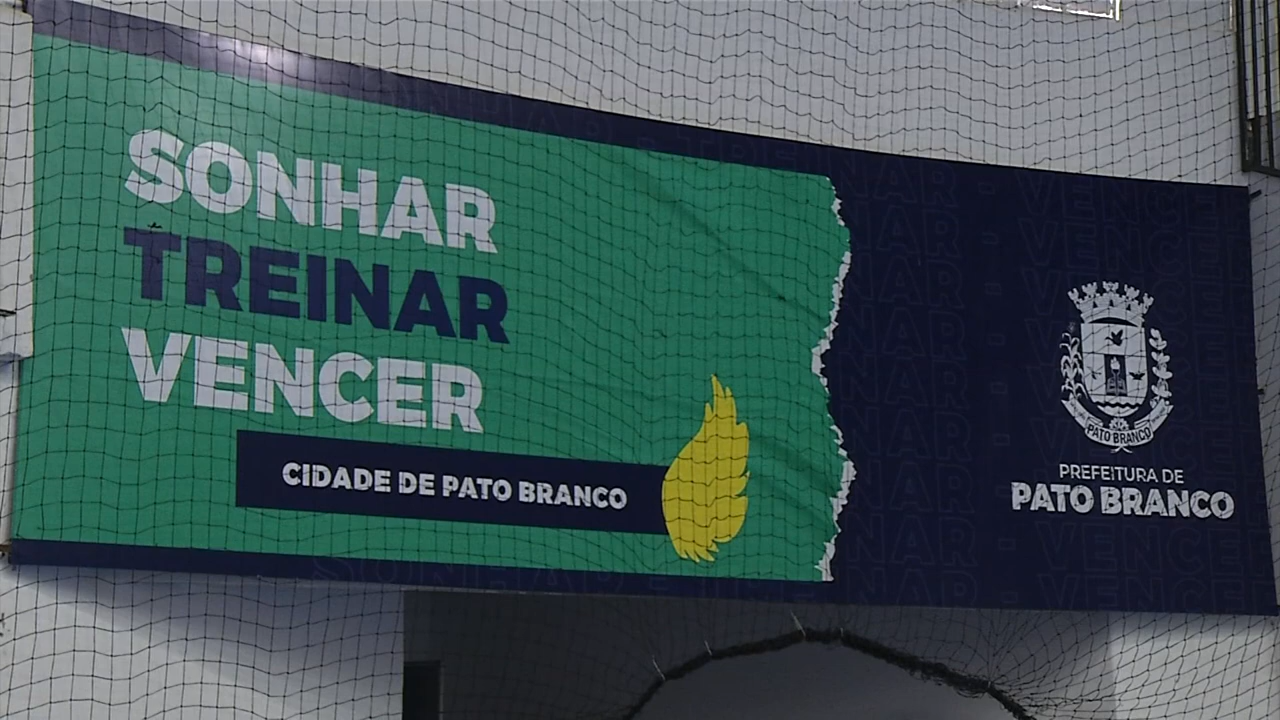 SONHAR
TREINAR
VENCER
CIDADE DE PATO BRANCO
PATO BRANCO
PREFEITURA DE
PATO BRANCO